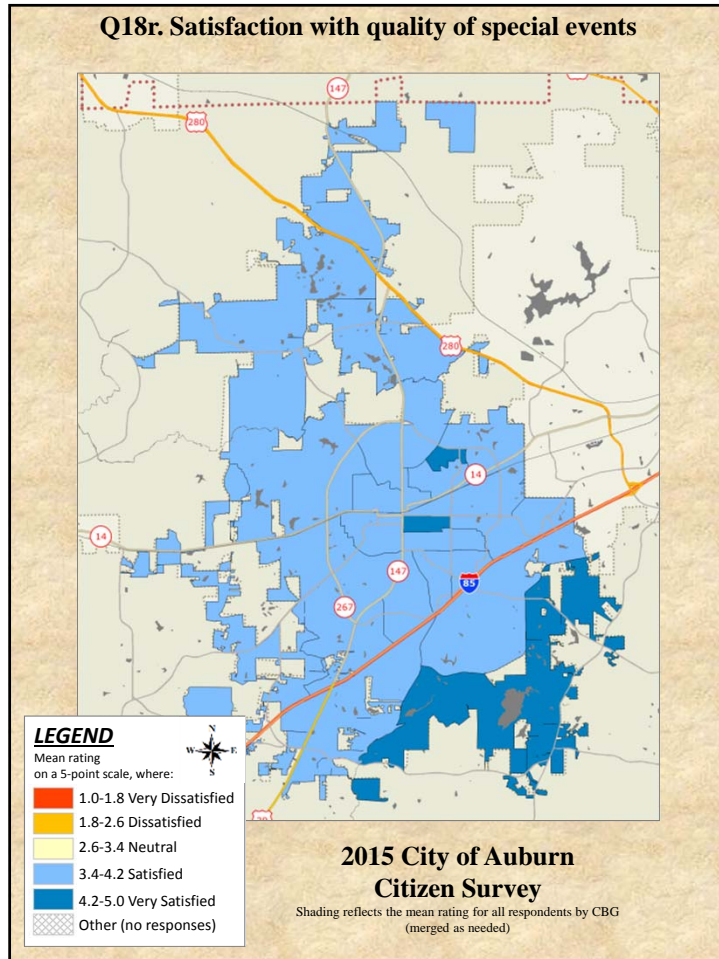 Q18r. Satisfaction with quality of special events
147
280
280
14
14
147
85
267
LEGEND
Mean rating
on a 5-point scale, where:
N
W E
S
1.0-1.8 Very Dissatisfied
1.8-2.6 Dissatisfied
2.6-3.4 Neutral
3.4-4.2 Satisfied
4.2-5.0 Very Satisfied
Other (no responses)
2015 City of Auburn
Citizen Survey
Shading reflects the mean rating for all respondents by CBG
(merged as needed)